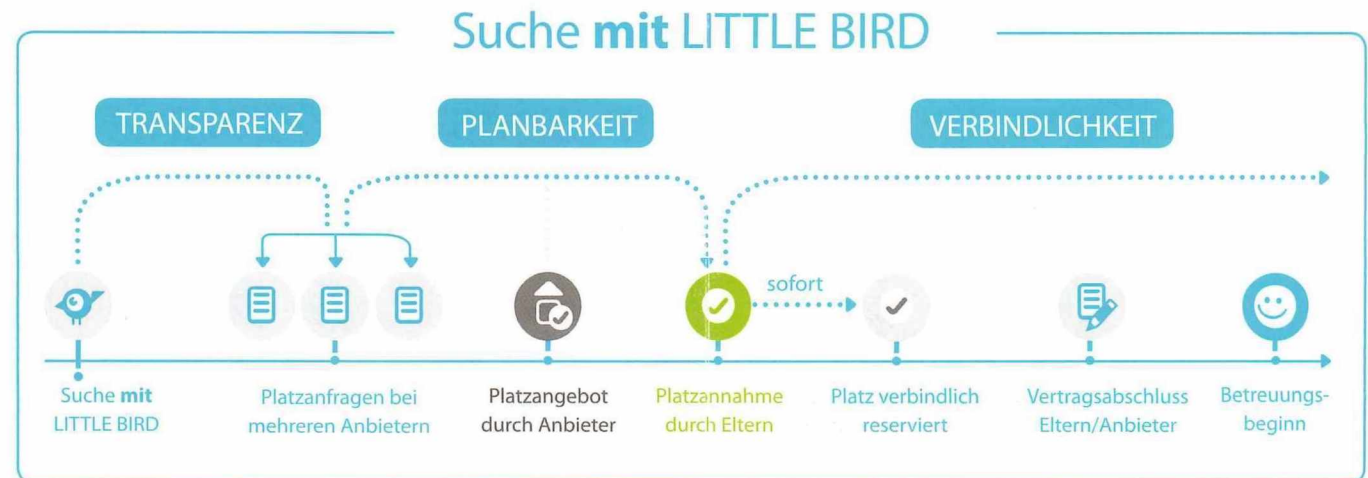 Suche mit LITTLE BIRD
TRANSPARENZ
PLANBARKEIT
VERBINDLICHKEIT
sofort
Suche mit
LITTLE BIRD
Platzanfragen bei
mehreren Anbietern
Platzangebot
durch Anbieter
Platzannahme
durch Eltern
Platz verbindlich
reserviert
Vertragsabschluss
Eltern/Anbieter
Betreuungs-
beginn